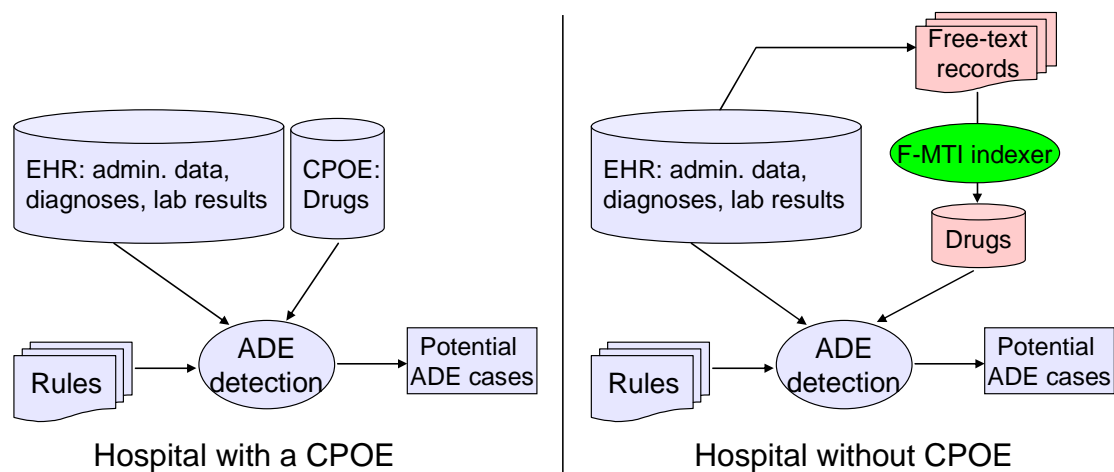 EHR: admin. data,
diagnoses, lab results
CPOE:
Drugs
Rules
ADE
detection
Potential
ADE cases
Hospital with a CPOE
Free-text
records
F-MTI indexer
EHR: admin. data,
diagnoses, lab results
Drugs
Rules
ADE
detection
Potential
ADE cases
Hospital without CPOE